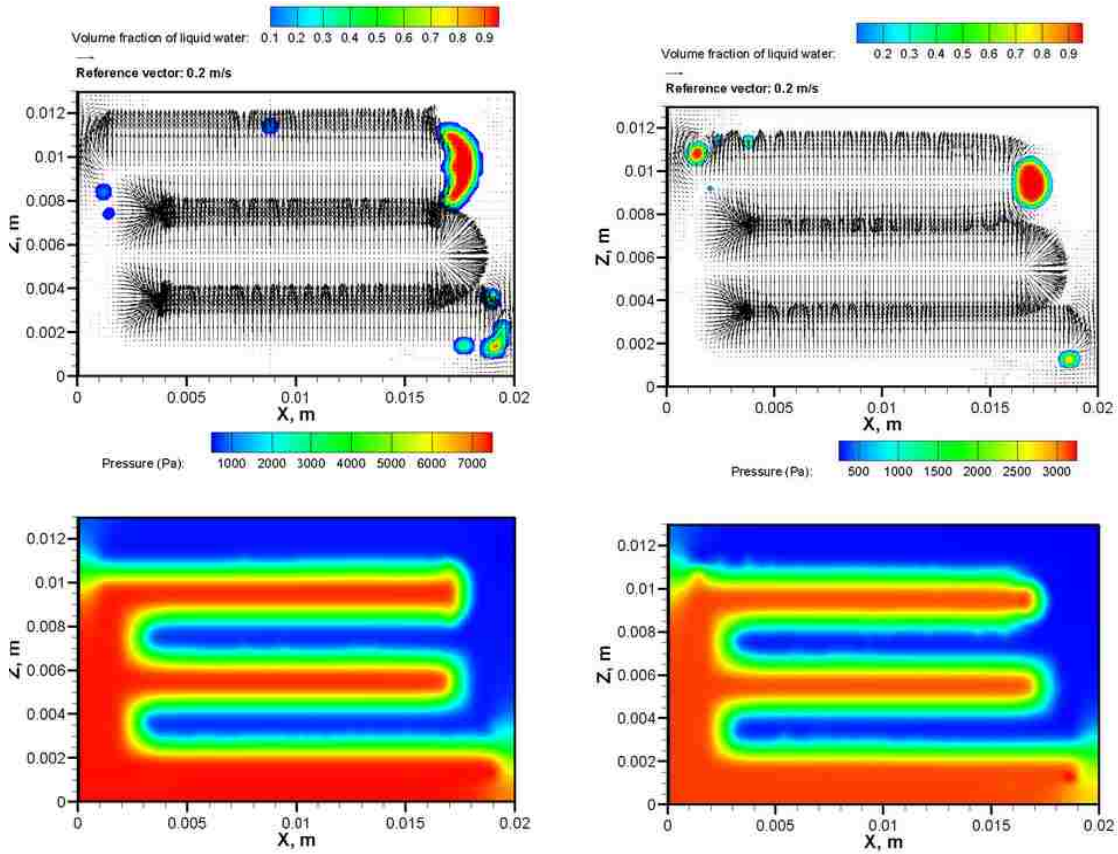 0.1 0.2 0.3 0.4 0.5 0.6 0.7 0.8 0.9
Volume fraction of liquid water:
Reference vector: 0.2 m/s
0.012
0.01
0.008
0.006
0.004
0.002
0
Z, m
0 0.005 0.01 0.015 0.02
X, m
0.2 0.3 0.4 0.5 0.6 0.7 0.8 0.9
Volume fraction of liquid water:
Reference vector: 0.2 m/s
0.012
0.01
0.008
0.006
0.004
0.002
0
Z, m
0 0.005 0.01 0.015 0.02
X, m
1000 2000 3000 4000 5000 6000 7000
Pressure (Pa):
0.012
0.01
0.008
0.006
0.004
0.002
0
Z, m
0 0.005 0.01 0.015 0.02
X, m
500 1000 1500 2000 2500 3000
Pressure (Pa):
0.012
0.01
0.008
0.006
0.004
0.002
0
Z, m
0 0.005 0.01 0.015 0.02
X, m